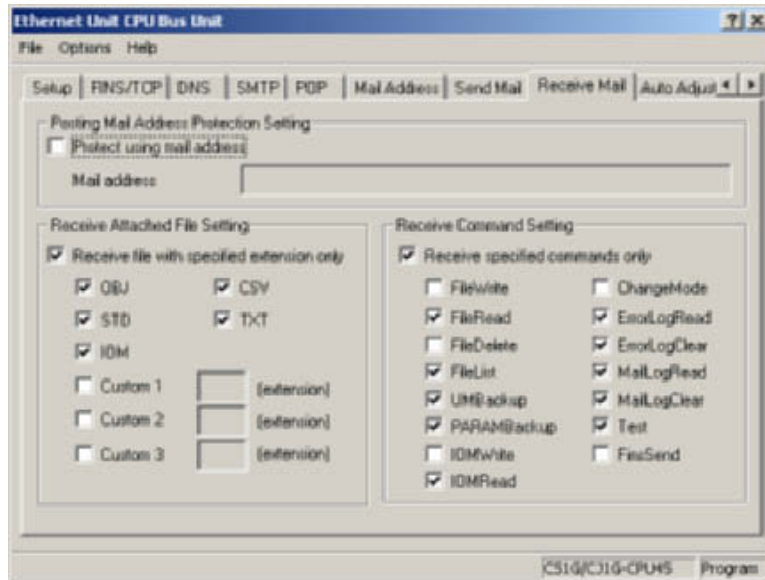 Ethernet Unit CPU Bus Unit
File Options Help
Setup FINS/TCP DNS SMTP POP Mail Address Send Mail Receive Mail Auto Adjust
Posting Mail Address Protection Setting
Protect using mail address
Mail address
Receive Attached File Setting
Receive file with specified extension only
OBJ CSV
STD TXT
IOM
Custom 1 (extension)
Custom 2 (extension)
Custom 3 (extension)
Receive Command Setting
Receive specified commands only
FileWrite ChangeMode
FileRead ErrorLogRead
FileDelete ErrorLogClear
FileList MailLogRead
UMBackup MailLogClear
PARAMBackup Test
IOMWrite FinsSend
IOMRead
CS1G/CJ1G-CPU45 Program